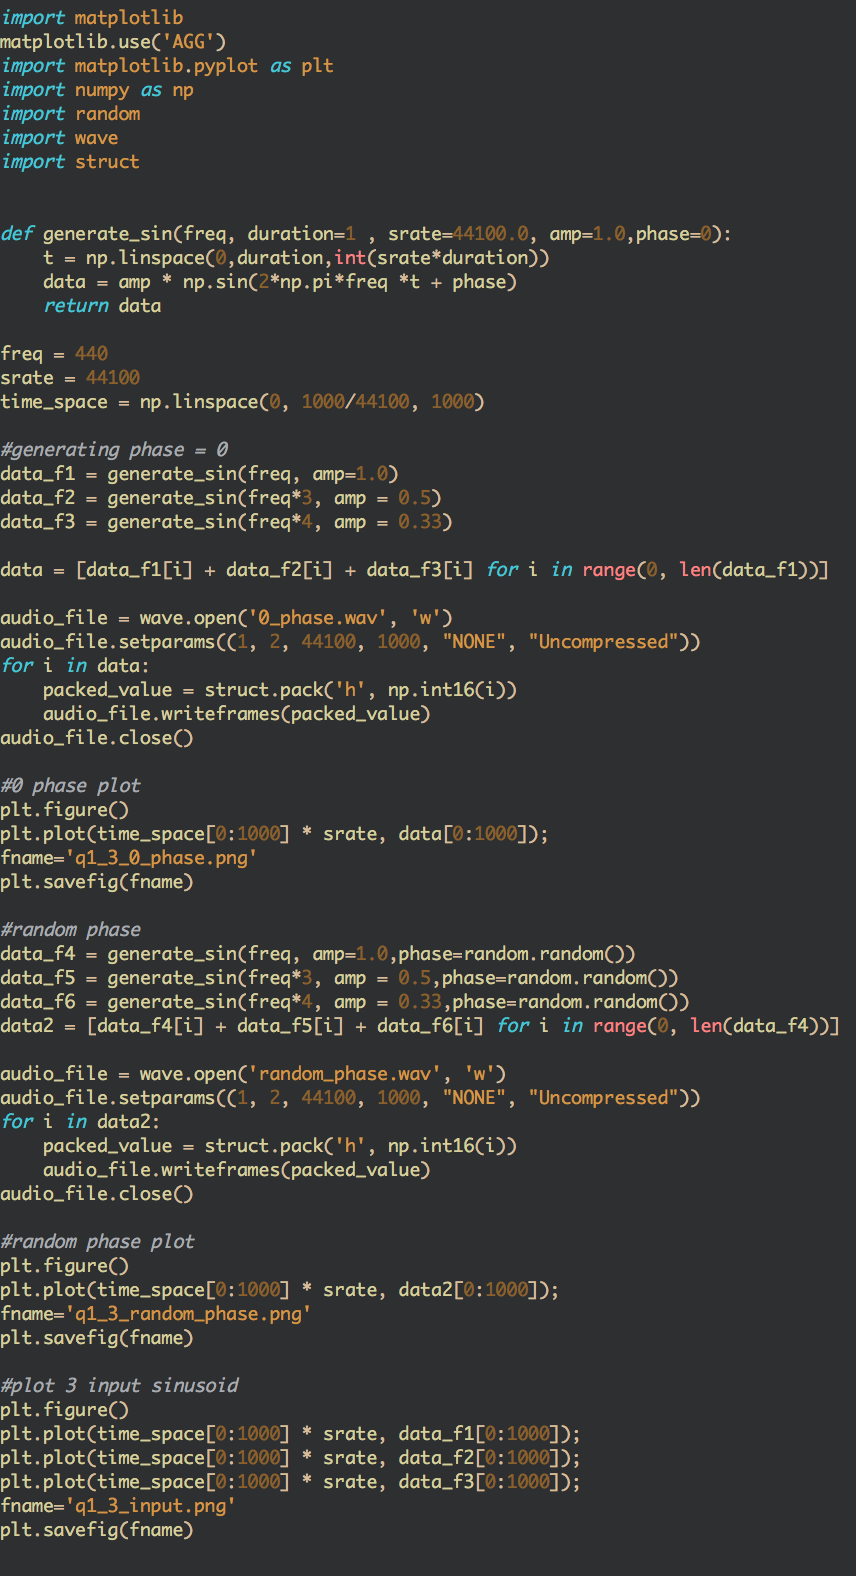 import matplotlib
matplotlib.use('AGG')
import matplotlib.pyplot as plt
import numpy as np
import random
import wave
import struct
def generate_sin(freq, duration=1 , srate=44100.0, amp=1.0,phase=0):
    t = np.linspace(0,duration,int(srate*duration))
    data = amp * np.sin(2*np.pi*freq *t + phase)
    return data
freq = 440
srate = 44100
time_space = np.linspace(0, 1000/44100, 1000)
#generating phase = 0
data_f1 = generate_sin(freq, amp=1.0)
data_f2 = generate_sin(freq*3, amp = 0.5)
data_f3 = generate_sin(freq*4, amp = 0.33)
data = [data_f1[i] + data_f2[i] + data_f3[i] for i in range(0, len(data_f1))]
audio_file = wave.open('0_phase.wav', 'w')
audio_file.setparams((1, 2, 44100, 1000, "NONE", "Uncompressed"))
for i in data:
    packed_value = struct.pack('h', np.int16(i))
    audio_file.writeframes(packed_value)
audio_file.close()
#0 phase plot
plt.figure()
plt.plot(time_space[0:1000] * srate, data[0:1000]);
fname='q1_3_0_phase.png'
plt.savefig(fname)
#random phase
data_f4 = generate_sin(freq, amp=1.0,phase=random.random())
data_f5 = generate_sin(freq*3, amp = 0.5,phase=random.random())
data_f6 = generate_sin(freq*4, amp = 0.33,phase=random.random())
data2 = [data_f4[i] + data_f5[i] + data_f6[i] for i in range(0, len(data_f4))]
audio_file = wave.open('random_phase.wav', 'w')
audio_file.setparams((1, 2, 44100, 1000, "NONE", "Uncompressed"))
for i in data2:
    packed_value = struct.pack('h', np.int16(i))
    audio_file.writeframes(packed_value)
audio_file.close()
#random phase plot
plt.figure()
plt.plot(time_space[0:1000] * srate, data2[0:1000]);
fname='q1_3_random_phase.png'
plt.savefig(fname)
#plot 3 input sinusoid
plt.figure()
plt.plot(time_space[0:1000] * srate, data_f1[0:1000]);
plt.plot(time_space[0:1000] * srate, data_f2[0:1000]);
plt.plot(time_space[0:1000] * srate, data_f3[0:1000]);
fname='q1_3_input.png'
plt.savefig(fname)